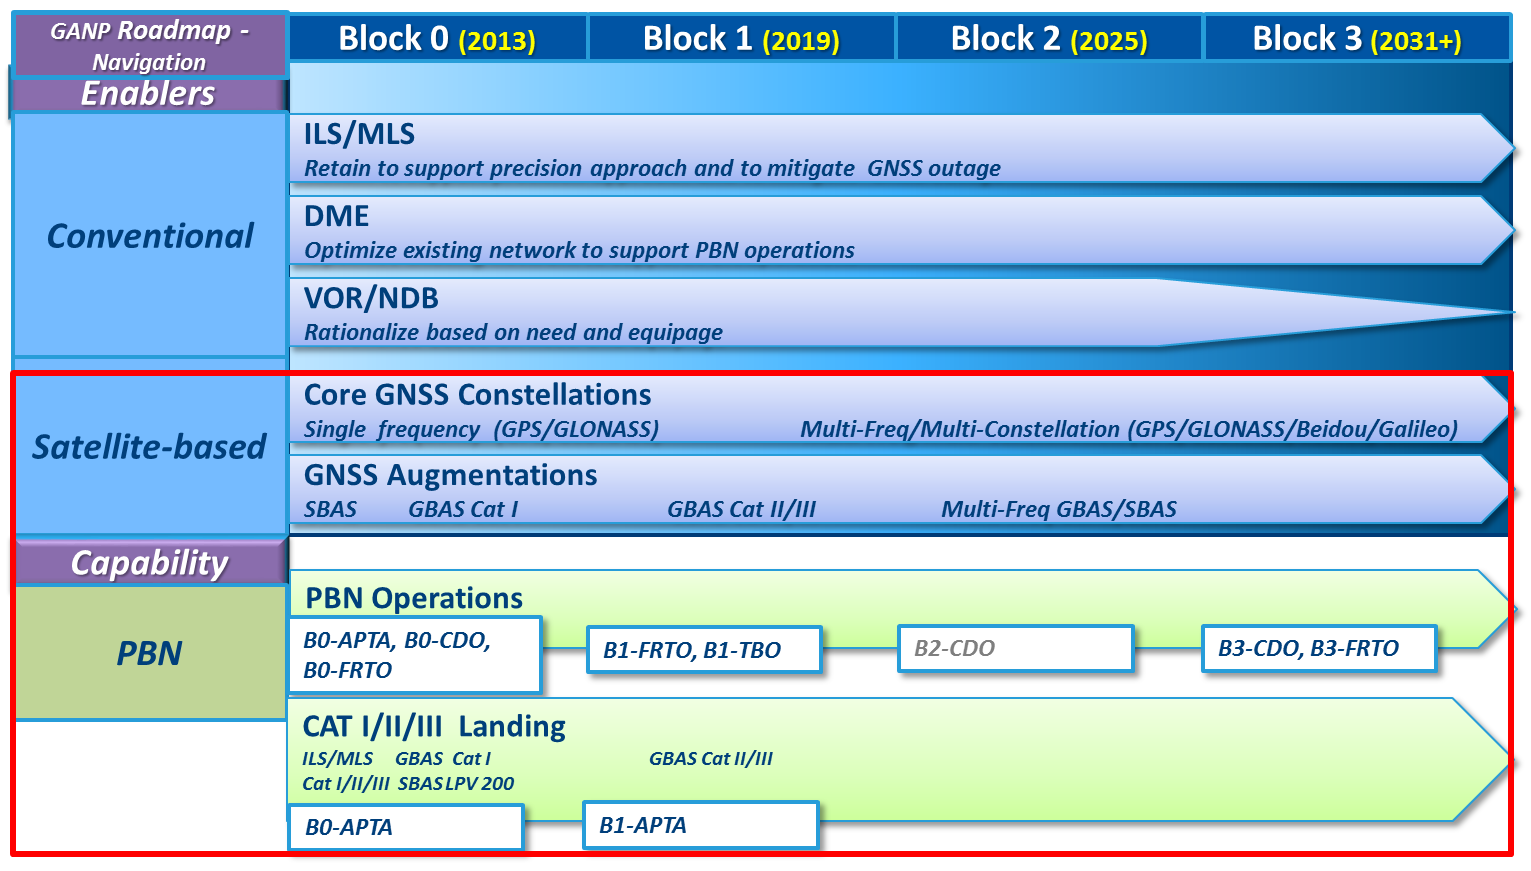 GANP Roadmap -
Navigation
Block 0 (2013)
Block 1 (2019)
Block 2 (2025)
Block 3 (2031+)
Enablers
Conventional
ILS/MLS
Retain to support precision approach and to mitigate GNSS outage
DME
Optimize existing network to support PBN operations
VOR/NDB
Rationalize based on need and equipage
Satellite-based
Core GNSS Constellations
Single frequency (GPS/GLONASS) Multi-Freq/Multi-Constellation (GPS/GLONASS/Beidou/Galileo)
GNSS Augmentations
SBAS GBAS Cat I GBAS Cat II/III Multi-Freq GBAS/SBAS
Capability
PBN
PBN Operations
B0-APTA, B0-CDO,
B0-FRTO
B1-FRTO, B1-TBO
B2-CDO
B3-CDO, B3-FRTO
CAT I/II/III Landing
ILS/MLS GBAS Cat I GBAS Cat II/III
Cat I/II/III SBAS LPV 200
B0-APTA
B1-APTA